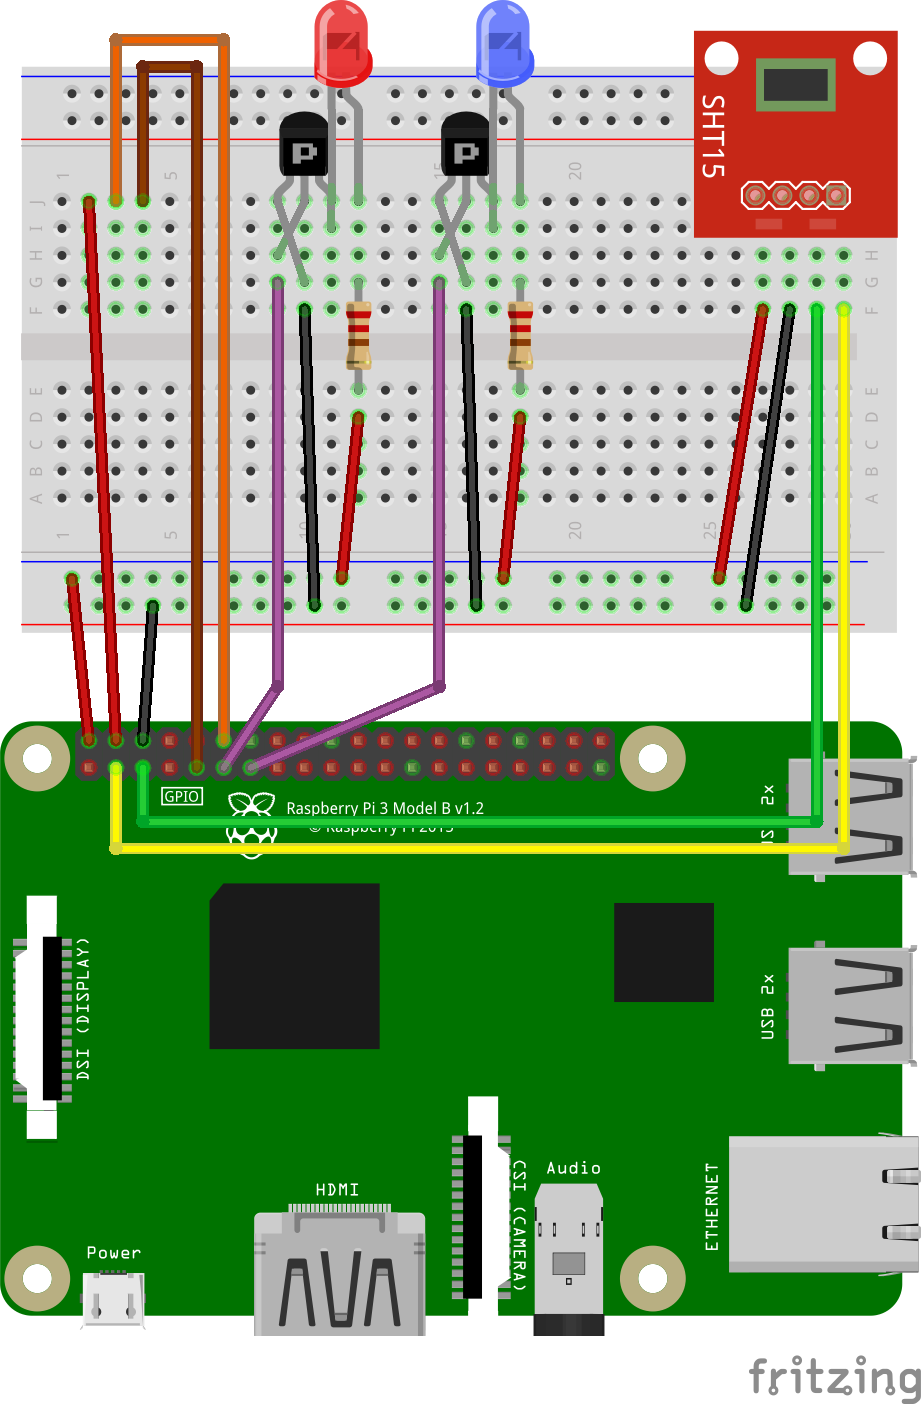 P
P
SHT15
1
5
15
20
J
I
H
G
F
H
G
F
E
D
C
B
A
E
D
C
B
A
1
5
10
20
25
GPIO
Raspberry Pi 3 Model B v1.2
© Raspberry Pi 2015
USB 2x
USB 2x
DSI (DISPLAY)
CSI (CAMERA)
Audio
ETHERNET
HDMI
Power
fritzing